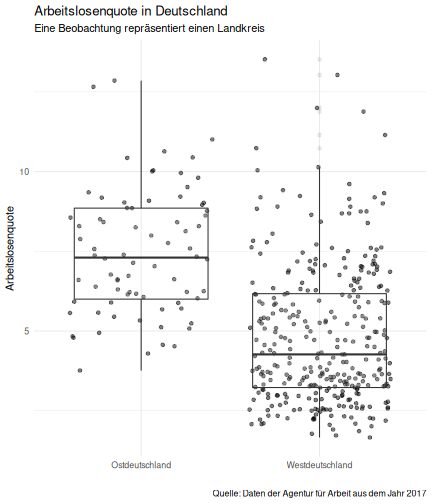 Arbeitslosenquote in Deutschland
Eine Beobachtung repräsentiert einen Landkreis
Arbeitslosenquote
10
5
Ostdeutschland Westdeutschland
Quelle: Daten der Agentur für Arbeit aus dem Jahr 2017